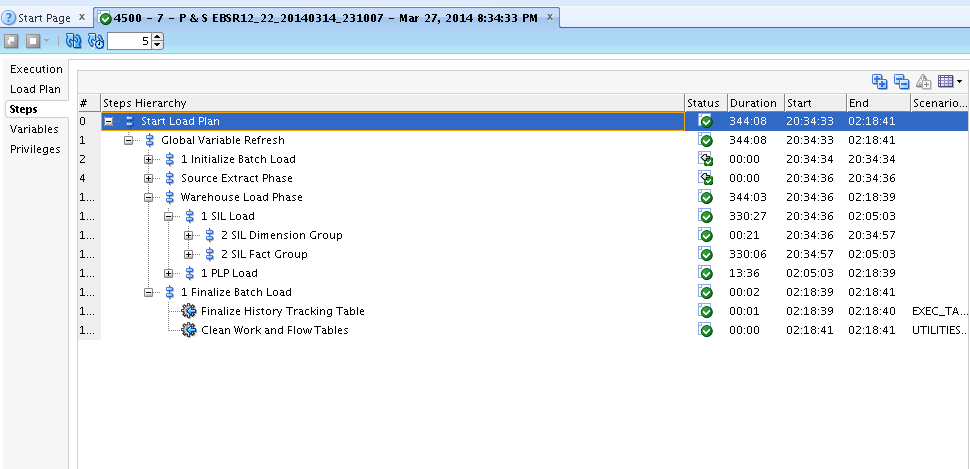 Start Page 4500 - 7 - P & S EBSR12_22_20140314_231007 - Mar 27, 2014 8:34:33 PM
5
Execution
Load Plan
Steps
Variables
Privileges
# Steps Hierarchy Status Duration Start End Scenario...
0 Start Load Plan 344:08 20:34:33 02:18:41
1 Global Variable Refresh 344:08 20:34:33 02:18:41
2 1 Initialize Batch Load 00:00 20:34:34 20:34:34
4 Source Extract Phase 00:00 20:34:36 20:34:36
1... Warehouse Load Phase 344:03 20:34:36 02:18:39
1... 1 SIL Load 330:27 20:34:36 02:05:03
1... 2 SIL Dimension Group 00:21 20:34:36 20:34:57
1... 2 SIL Fact Group 330:06 20:34:57 02:05:03
1... 1 PLP Load 13:36 02:05:03 02:18:39
1... 1 Finalize Batch Load 00:02 02:18:39 02:18:41
1... Finalize History Tracking Table 00:01 02:18:39 02:18:40 EXEC_TA...
1... Clean Work and Flow Tables 00:00 02:18:41 02:18:41 UTILITIES...